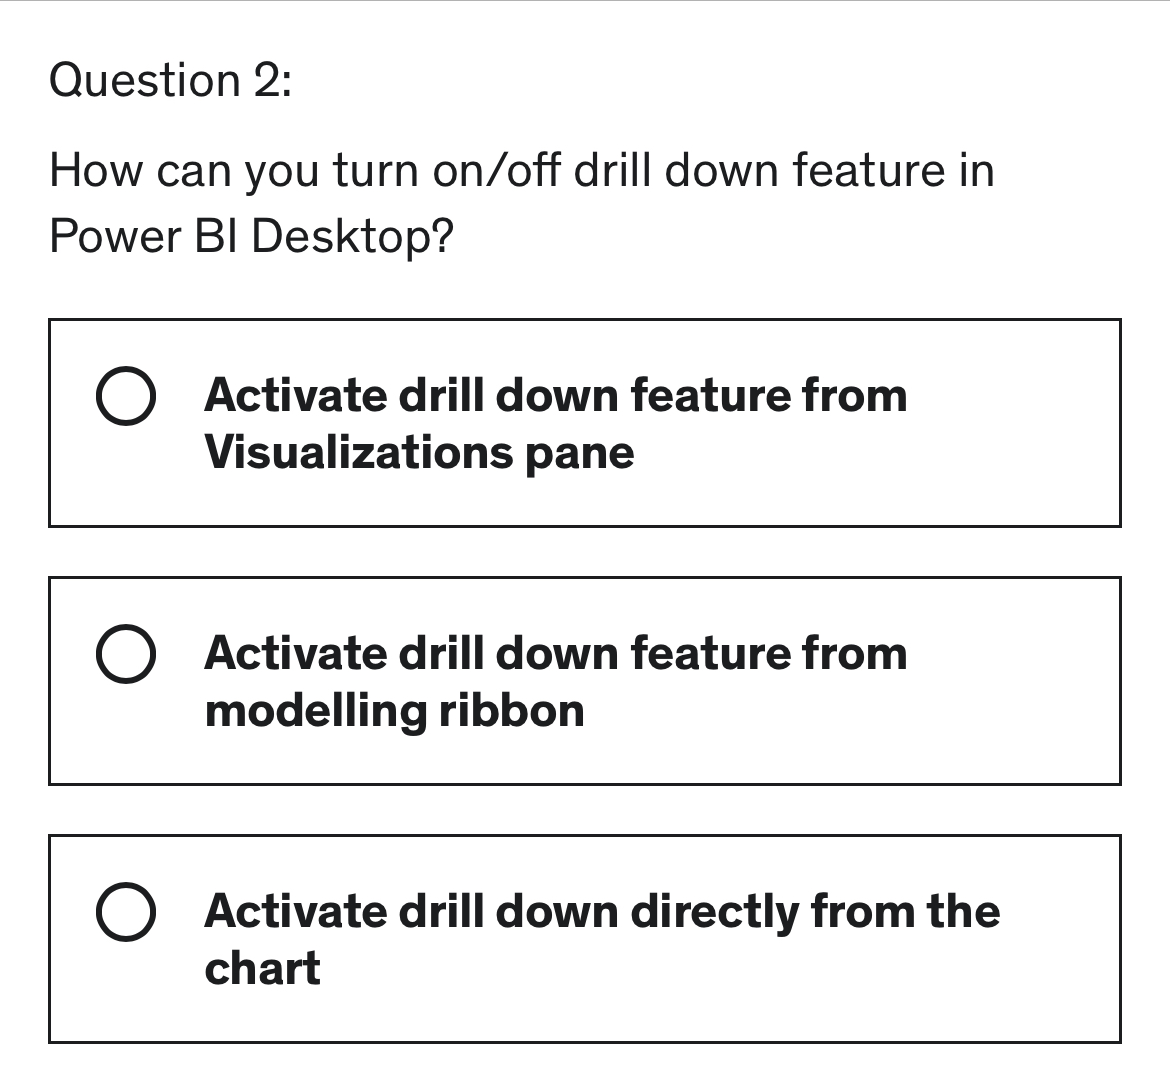 Question 2:
How can you turn on/off drill down feature in
Power BI Desktop?
Activate drill down feature from
Visualizations pane
Activate drill down feature from
modelling ribbon
Activate drill down directly from the
chart